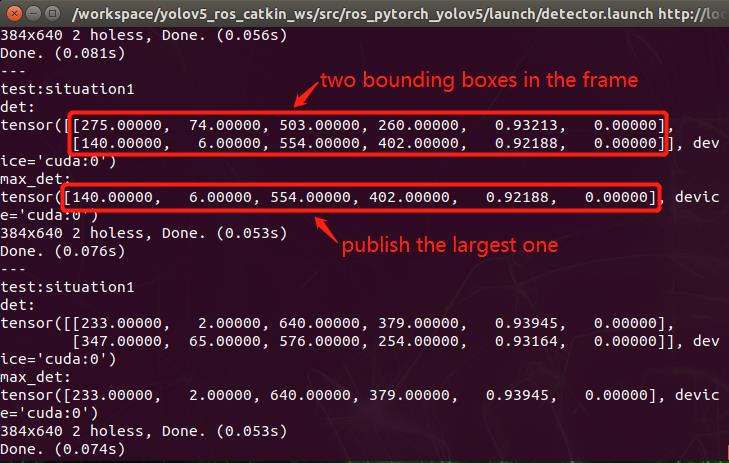 /workspace/yolov5_ros_catkin_ws/src/ros_pytorch_yolov5/launch/detector.launch http://loc
384x640 2 holess, Done. (0.056s)
Done. (0.081s)
---
two bounding boxes in the frame
test:situation1
det:
tensor([[275.00000,   74.00000, 503.00000, 260.00000,   0.93213,   0.00000],
        [140.00000,    6.00000, 554.00000, 402.00000,   0.92188,   0.00000]], dev
ice='cuda:0')
max_det:
tensor([140.00000,   6.00000, 554.00000, 402.00000,   0.92188,   0.00000], devic
e='cuda:0')
384x640 2 holess, Done. (0.053s)
publish the largest one
Done. (0.076s)
---
test:situation1
det:
tensor([[233.00000,    2.00000, 640.00000, 379.00000,   0.93945,   0.00000],
        [347.00000,   65.00000, 576.00000, 254.00000,   0.93164,   0.00000]], dev
ice='cuda:0')
max_det:
tensor([233.00000,   2.00000, 640.00000, 379.00000,   0.93945,   0.00000], devic
e='cuda:0')
384x640 2 holess, Done. (0.053s)
Done. (0.074s)